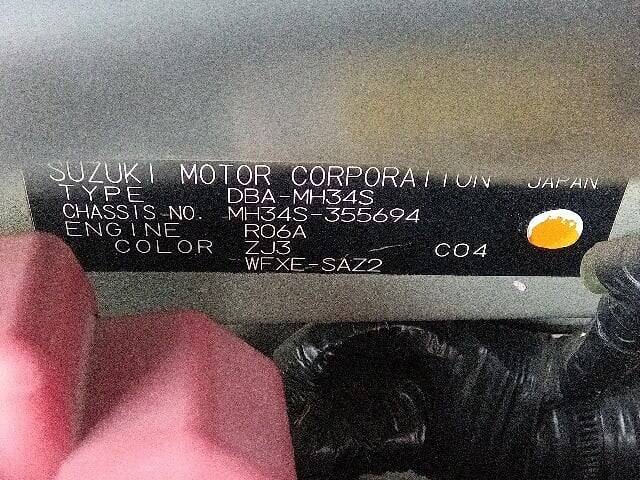 SUZUKI MOTOR CORPORATION JAPAN
TYPE DBA-MH34S
CHASSIS-NO. MH34S-355694
ENGINE R06A
COLOR ZJ3 C04
WFXE-SAZ2